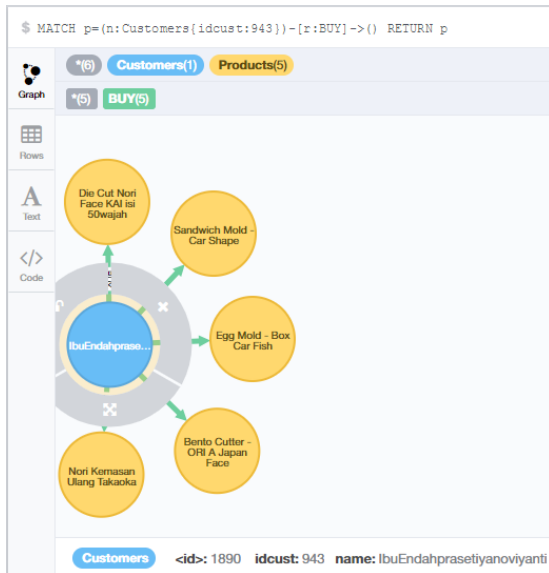 $ MATCH p=(n:Customers{idcust:943})-[r:BUY]->() RETURN p
*(6) Customers(1) Products(5)
*(5) BUY(5)
Graph
Rows
Text
Code
Die Cut Nori
Face KAI isi
50wajah
Sandwich Mold -
Car Shape
IbuEndahprase...
Egg Mold - Box
Car Fish
Bento Cutter -
ORI A Japan
Face
Nori Kemasan
Ulang Takaoka
Customers <id>: 1890 idcust: 943 name: IbuEndahprasetiyanoviyanti